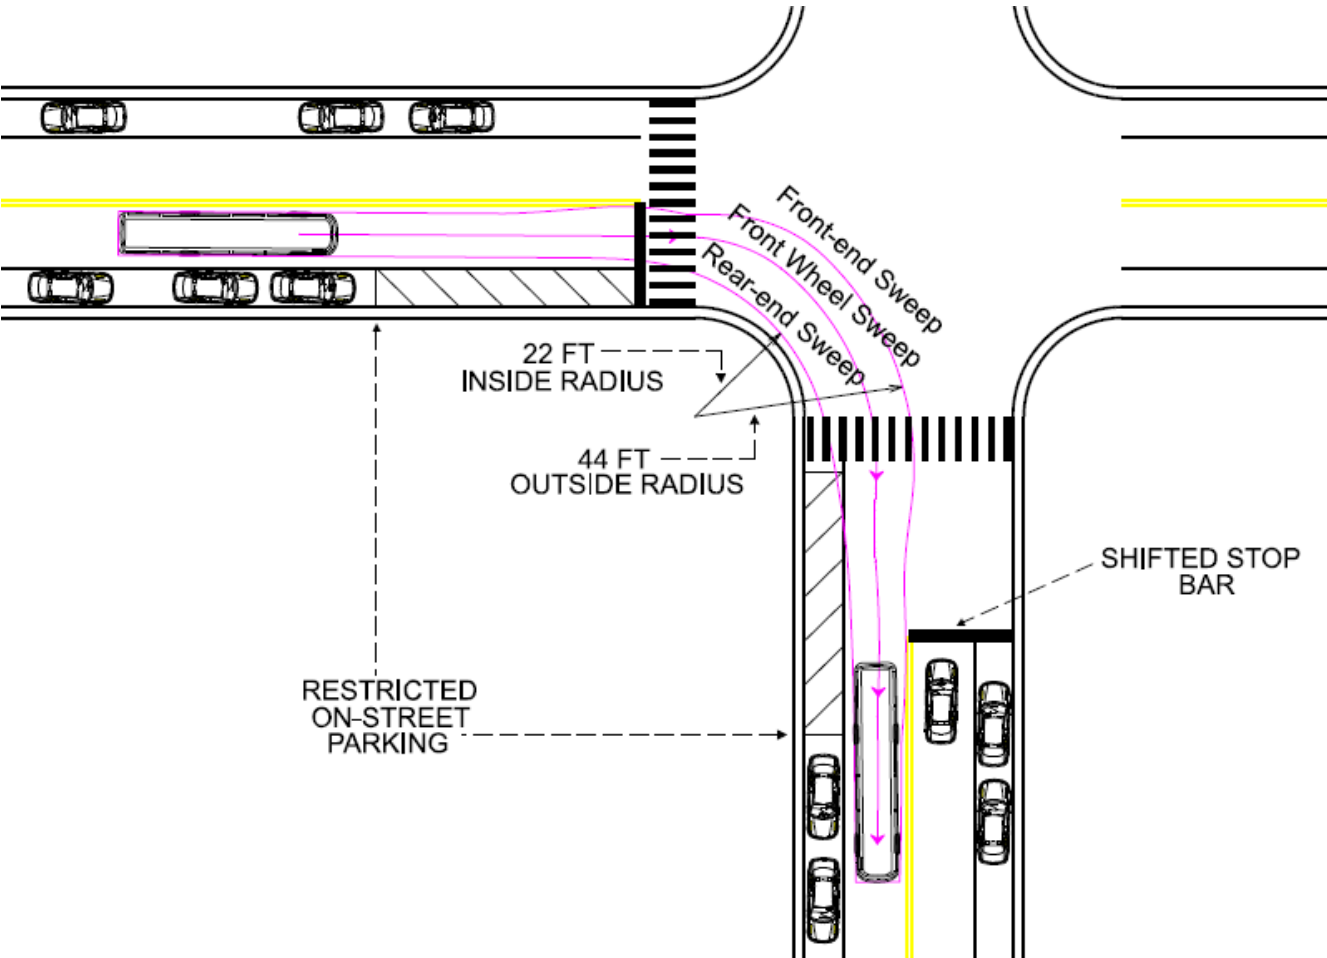 Front-end Sweep
Front Wheel Sweep
Rear-end Sweep
22 FT
INSIDE RADIUS
44 FT
OUTSIDE RADIUS
SHIFTED STOP
BAR
RESTRICTED
ON-STREET
PARKING